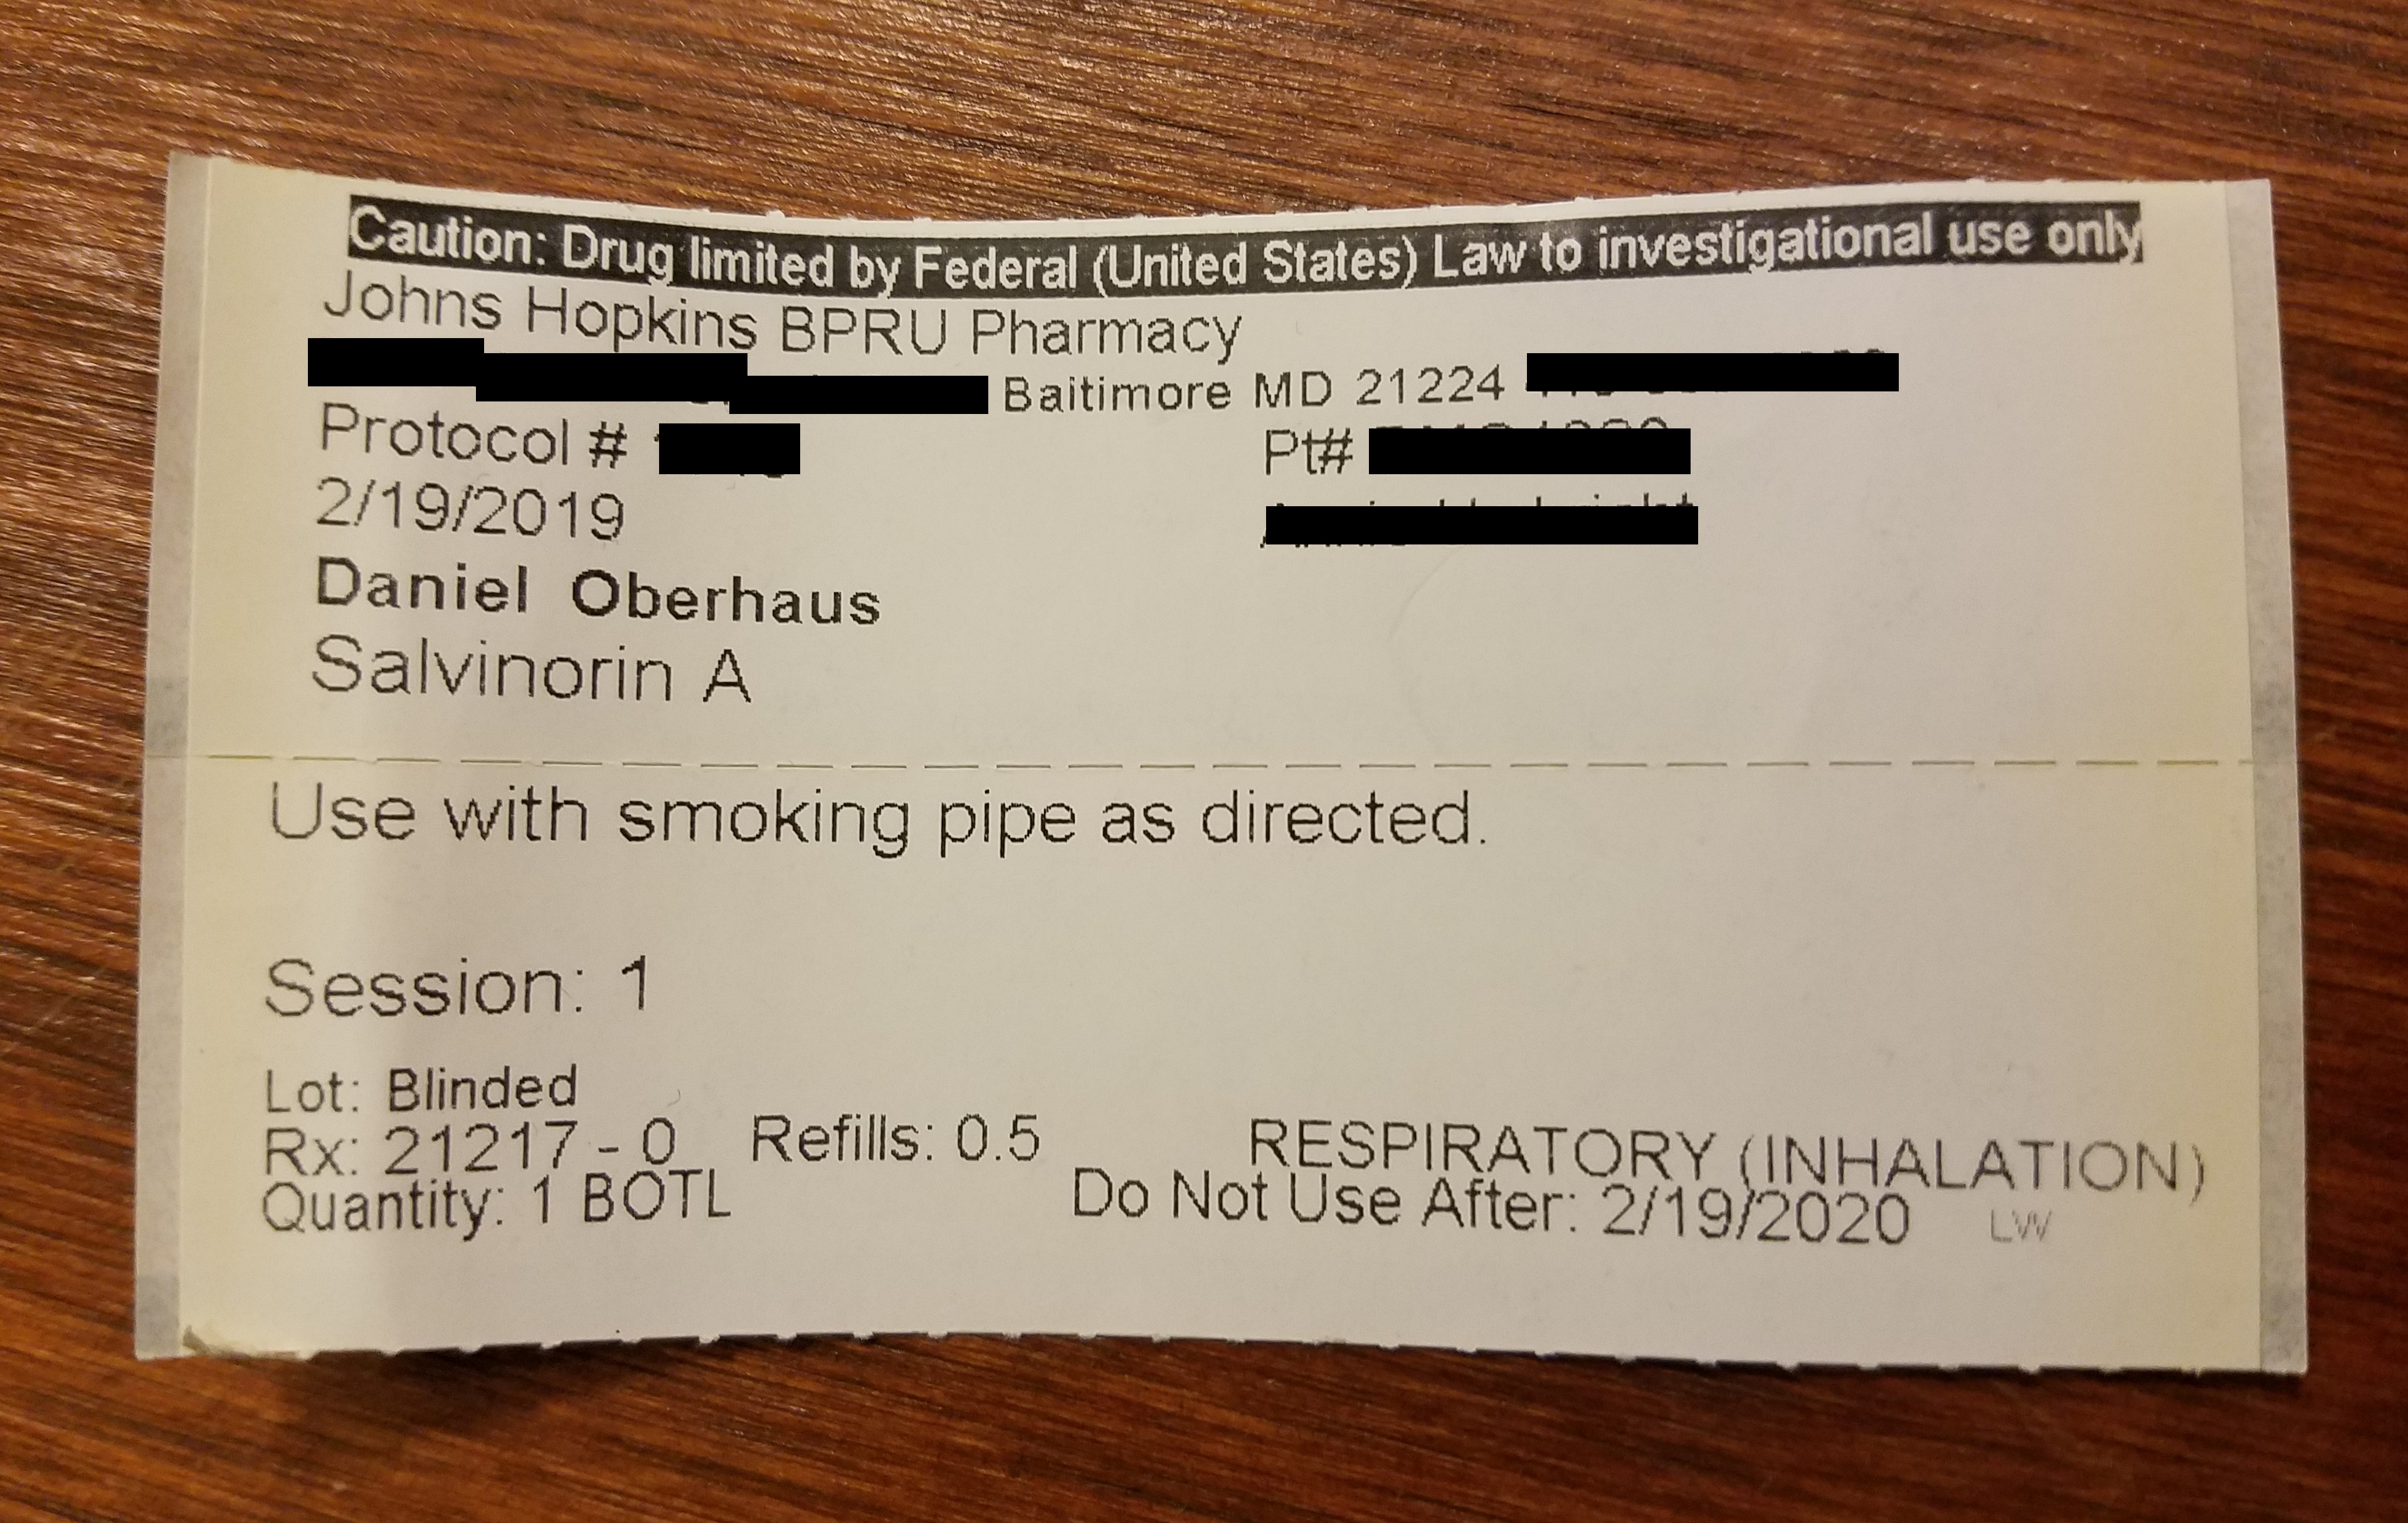 Caution: Drug limited by Federal (United States) Law to investigational use only
Johns Hopkins BPRU Pharmacy
Baltimore MD 21224
Protocol # Pt#
2/19/2019
Daniel Oberhaus
Salvinorin A
Use with smoking pipe as directed.
Session: 1
Lot: Blinded
Rx: 21217 - 0 Refills: 0.5 RESPIRATORY (INHALATION)
Quantity: 1 BOTL Do Not Use After: 2/19/2020 LW